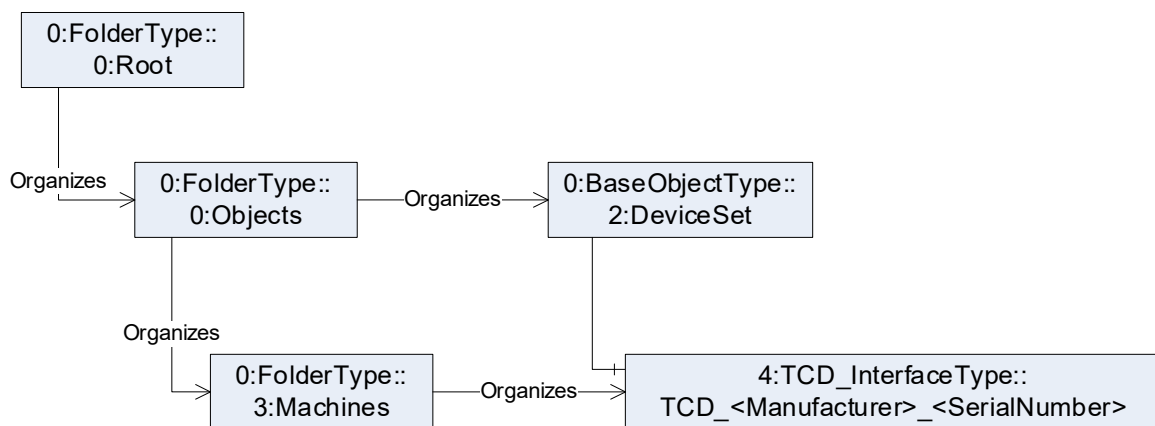 0:FolderType::
0:Root
Organizes
0:FolderType::
0:Objects
Organizes
0:BaseObjectType::
2:DeviceSet
Organizes
0:FolderType::
3:Machines
Organizes
4:TCD_InterfaceType::
TCD_<Manufacturer>_<SerialNumber>